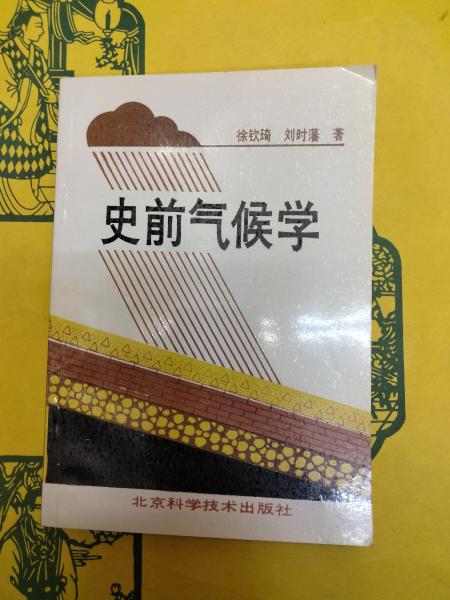 徐钦琦 刘时藩 著
史前气候学
北京科学技术出版社